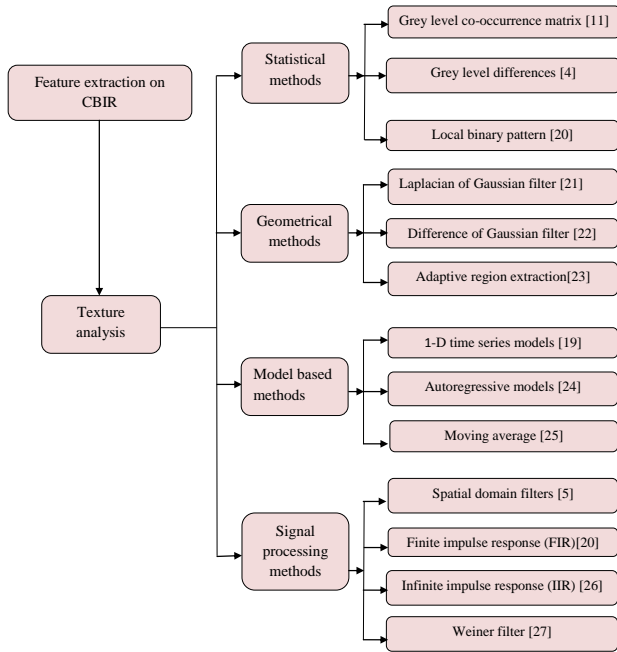 Feature extraction on
CBIR
Texture
analysis
Statistical
methods
Grey level co-occurrence matrix [11]
Grey level differences [4]
Local binary pattern [20]
Geometrical
methods
Laplacian of Gaussian filter [21]
Difference of Gaussian filter [22]
Adaptive region extraction[23]
Model based
methods
1-D time series models [19]
Autoregressive models [24]
Moving average [25]
Signal
processing
methods
Spatial domain filters [5]
Finite impulse response (FIR)[20]
Infinite impulse response (IIR) [26]
Weiner filter [27]